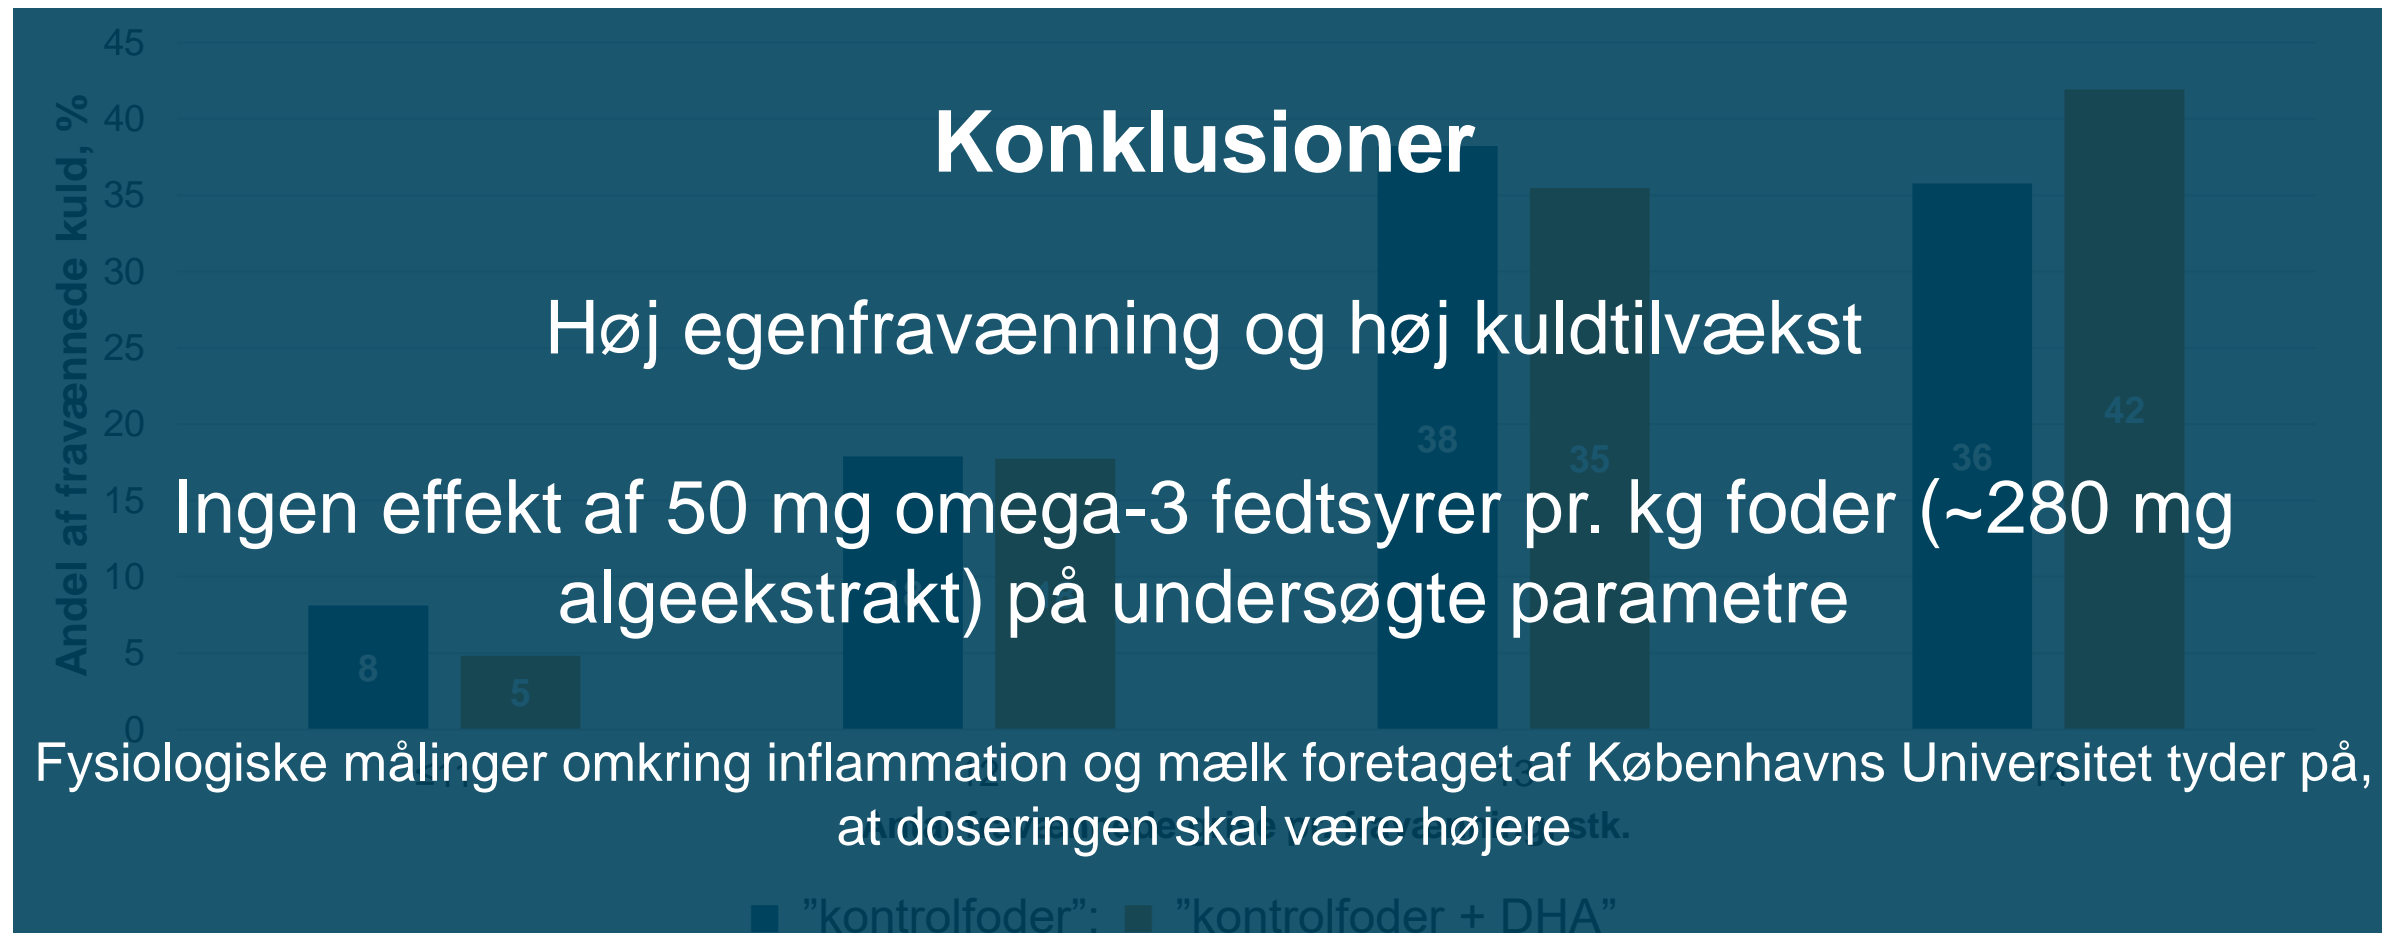 Konklusioner
Høj egenfravænning og høj kuldtilvækst
Ingen effekt af 50 mg omega-3 fedtsyrer pr. kg foder (~280 mg
algeekstrakt) på undersøgte parametre
Fysiologiske målinger omkring inflammation og mælk foretaget af Københavns Universitet tyder på,
at doseringen skal være højere
Andel af fravænnede kuld, %
45
40
35
30
25
20
15
10
5
0
8
5
38
35
36
42
12
stk.
"kontrolfoder"; "kontrolfoder + DHA"